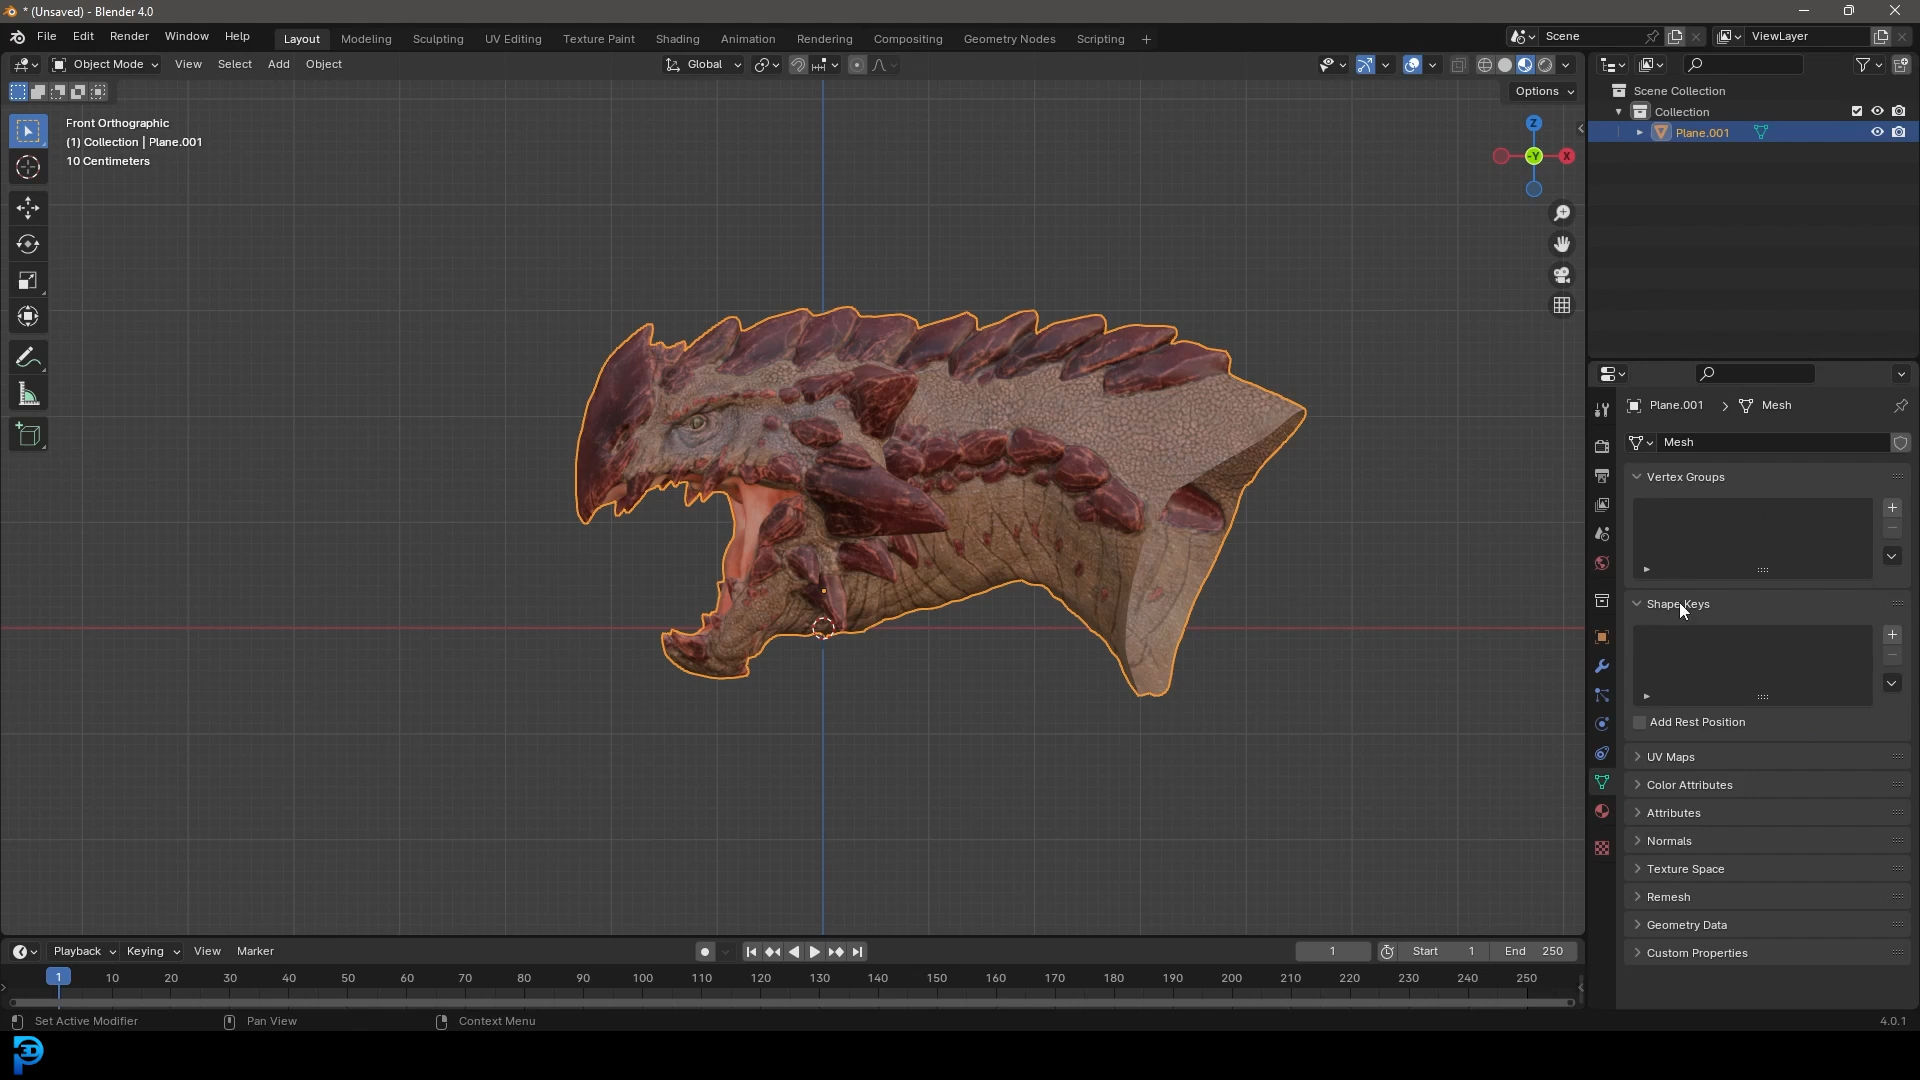 * (Unsaved) - Blender 4.0
File Edit Render Window Help Layout Modeling Sculpting UV Editing Texture Paint Shading Animation Rendering Compositing Geometry Nodes Scripting + Scene ViewLayer
Object Mode View Select Add Object Global
Options
Front Orthographic
(1) Collection | Plane.001
10 Centimeters
Z
-Y
X
Scene Collection
Collection
Plane.001
Plane.001 > Mesh
Mesh
Vertex Groups
Shape Keys
Add Rest Position
UV Maps
Color Attributes
Attributes
Normals
Texture Space
Remesh
Geometry Data
Custom Properties
Playback Keying View Marker 1 Start 1 End 250
1 10 20 30 40 50 60 70 80 90 100 110 120 130 140 150 160 170 180 190 200 210 220 230 240 250
Set Active Modifier Pan View Context Menu 4.0.1
P3D